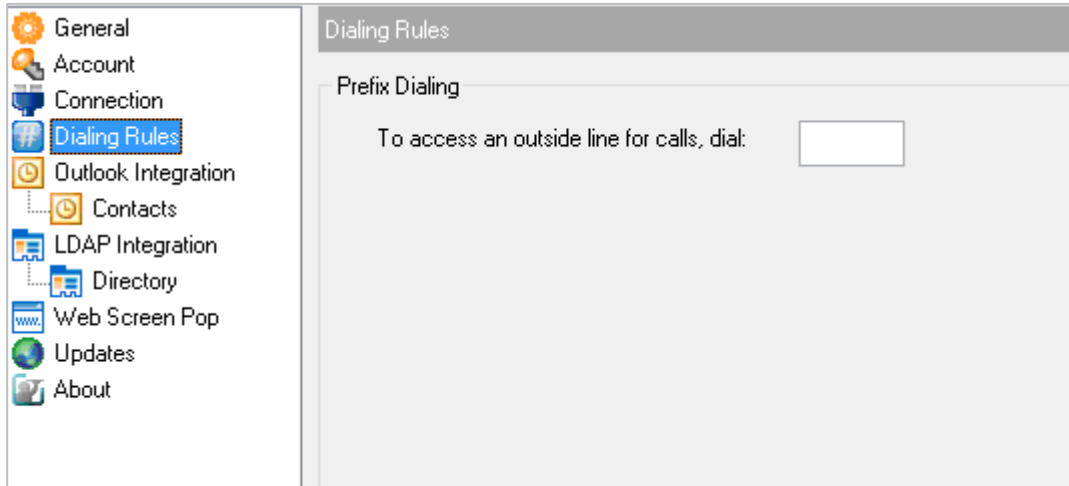 General
Account
Connection
#
Dialing Rules
Outlook Integration
Contacts
LDAP Integration
Directory
www.
Web Screen Pop
Updates
About
Dialing Rules
Prefix Dialing
To access an outside line for calls, dial: